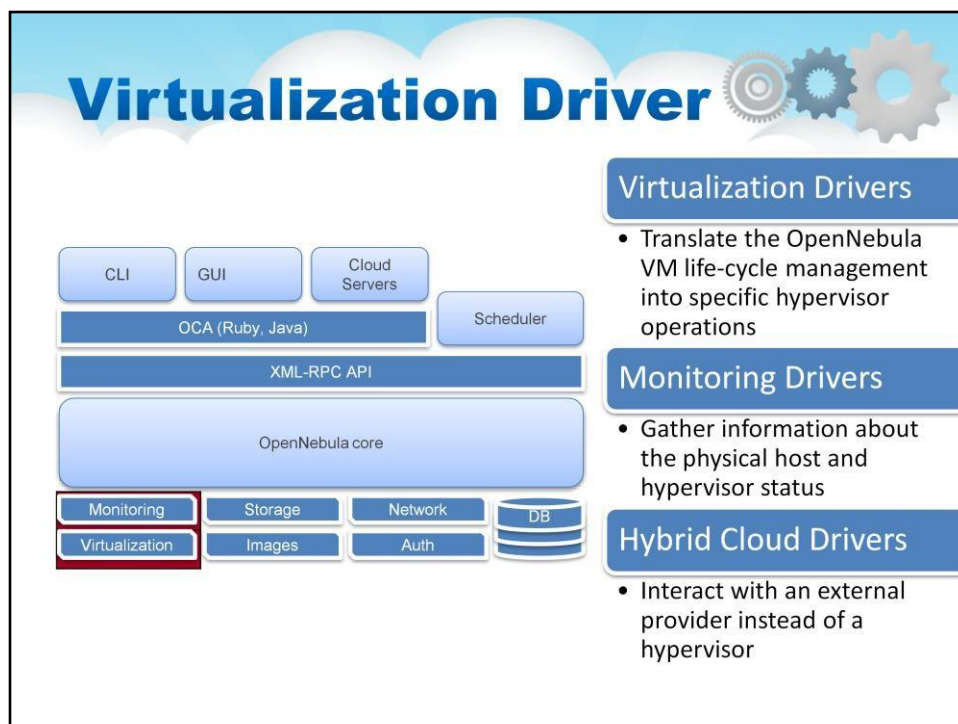 Virtualization Driver
CLI
GUI
Cloud
Servers
Scheduler
OCA (Ruby, Java)
XML-RPC API
OpenNebula core
Monitoring
Storage
Network
DB
Virtualization
Images
Auth
Virtualization Drivers
• Translate the OpenNebula
VM life-cycle management
into specific hypervisor
operations
Monitoring Drivers
• Gather information about
the physical host and
hypervisor status
Hybrid Cloud Drivers
• Interact with an external
provider instead of a
hypervisor